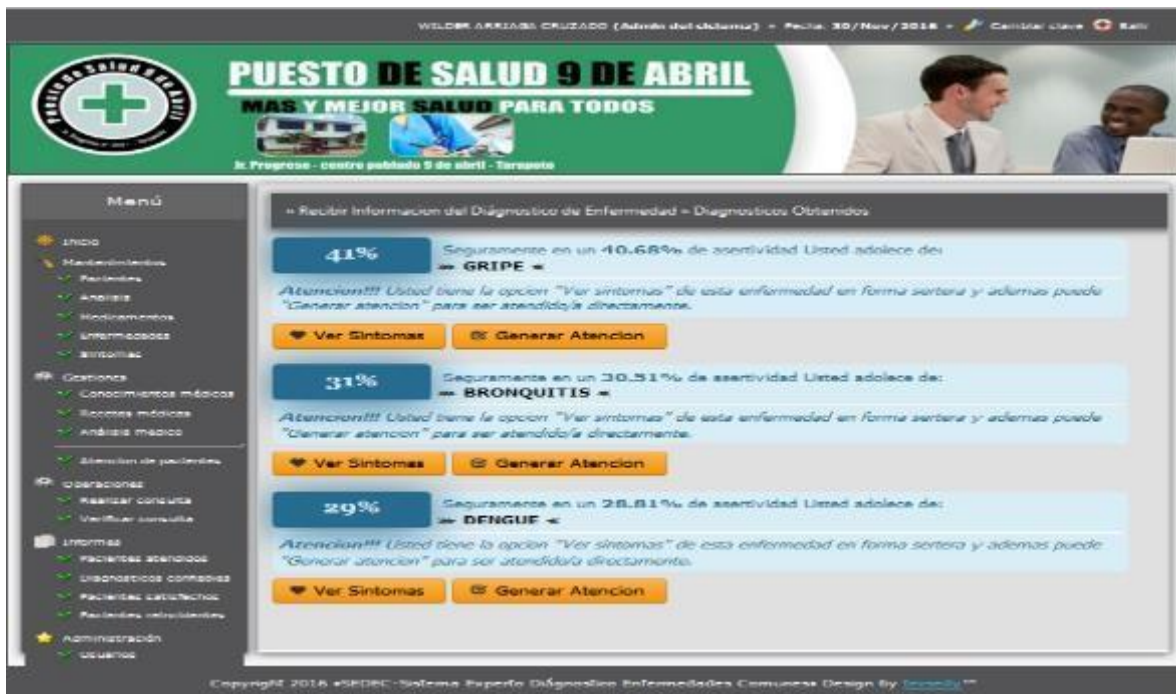 WILDER ARRIAGA CRUZADO (Admin del sistema) » Fecha: 30/Nov/2016 » Cambiar clave Salir
Puesto De Salud 9 de Abril
PUESTO DE SALUD 9 DE ABRIL
MAS Y MEJOR SALUD PARA TODOS
Jr. Progreso - centro poblado 9 de abril - Tarapoto
Menú
Inicio
Mantenimientos
Pacientes
Analisis
Medicamentos
Enfermedades
Sintomas
Gestiones
Conocimientos médicos
Recetas médicas
Análisis medico
Atencion de pacientes
Operaciones
Realizar consulta
Verificar consulta
Informes
Pacientes atendidos
Diagnosticos confiables
Pacientes satisfechos
Pacientes reincidentes
Administración
Usuarios
» Recibir Informacion del Diágnostico de Enfermedad » Diagnosticos Obtenidos
41%
Seguramente en un 40.68% de asertividad Usted adolece de:
»» GRIPE «
Atencion!!! Usted tiene la opcion "Ver sintomas" de esta enfermedad en forma sertera y ademas puede
"Generar atencion" para ser atendido/a directamente.
Ver Sintomas Generar Atencion
31%
Seguramente en un 30.51% de asertividad Usted adolece de:
»» BRONQUITIS «
Atencion!!! Usted tiene la opcion "Ver sintomas" de esta enfermedad en forma sertera y ademas puede
"Generar atencion" para ser atendido/a directamente.
Ver Sintomas Generar Atencion
29%
Seguramente en un 28.81% de asertividad Usted adolece de:
»» DENGUE «
Atencion!!! Usted tiene la opcion "Ver sintomas" de esta enfermedad en forma sertera y ademas puede
"Generar atencion" para ser atendido/a directamente.
Ver Sintomas Generar Atencion
Copyright 2016 «SEDEC-Sistema Experto Diágnostico Enfermedades Comunes» Design By